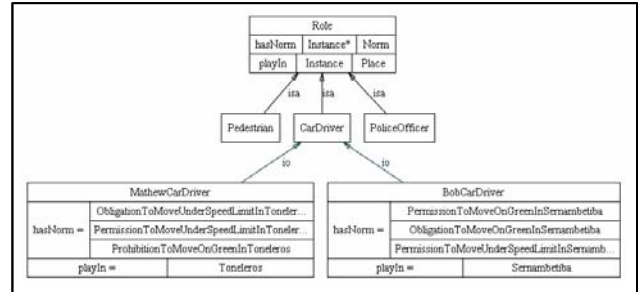 Role
hasNorm Instance* Norm
playIn Instance Place
isa isa isa
Pedestrian CarDriver PoliceOfficer
io io
MathewCarDriver BobCarDriver
ObligationToMoveUnderSpeedLimitInToneler... PermissionToMoveOnGreenInSernambetiba
hasNorm = PermissionToMoveUnderSpeedLimitInToneler... hasNorm = ObligationToMoveOnGreenInSernambetiba
ProhibitionToMoveOnGreenInToneleros PermissionToMoveUnderSpeedLimitInSernamb...
playIn = Toneleros playIn = Sernambetiba